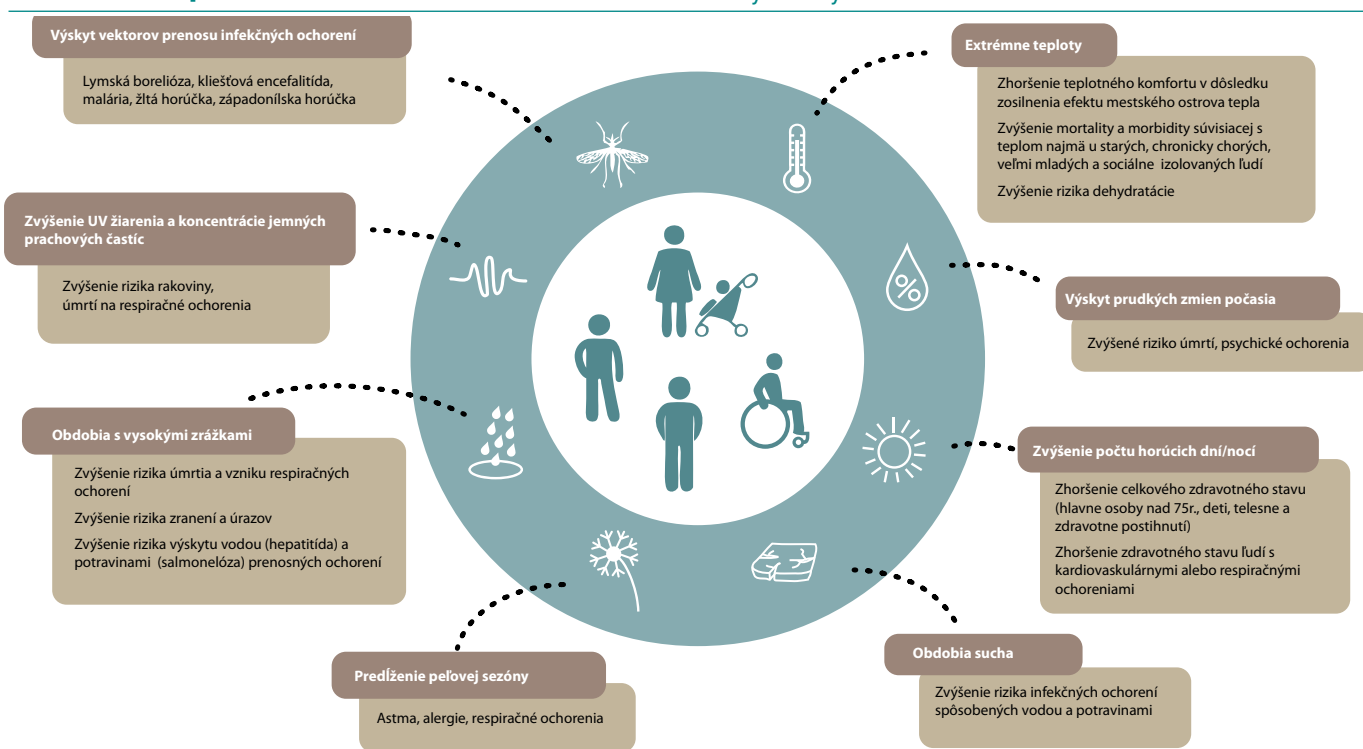 Výskyt vektorov prenosu infekčných ochorení
Lymská borelióza, kliešťová encefalitída,
malária, žltá horúčka, západonílska horúčka
Extrémne teploty
Zhoršenie teplotného komfortu v dôsledku
zosilnenia efektu mestského ostrova tepla
Zvýšenie mortality a morbidity súvisiacej s
teplom najmä u starých, chronicky chorých,
veľmi mladých a sociálne izolovaných ľudí
Zvýšenie rizika dehydratácie
Zvýšenie UV žiarenia a koncentrácie jemných
prachových častíc
Zvýšenie rizika rakoviny,
úmrtí na respiračné ochorenia
%
Výskyt prudkých zmien počasia
Zvýšené riziko úmrtí, psychické ochorenia
Obdobia s vysokými zrážkami
Zvýšenie rizika úmrtia a vzniku respiračných
ochorení
Zvýšenie rizika zranení a úrazov
Zvýšenie rizika výskytu vodou (hepatitída) a
potravinami (salmonelóza) prenosných ochorení
Zvýšenie počtu horúcich dní/nocí
Zhoršenie celkového zdravotného stavu
(hlavne osoby nad 75r., deti, telesne a
zdravotne postihnutí)
Zhoršenie zdravotného stavu ľudí s
kardiovaskulárnymi alebo respiračnými
ochoreniami
Predĺženie peľovej sezóny
Astma, alergie, respiračné ochorenia
Obdobia sucha
Zvýšenie rizika infekčných ochorení
spôsobených vodou a potravinami